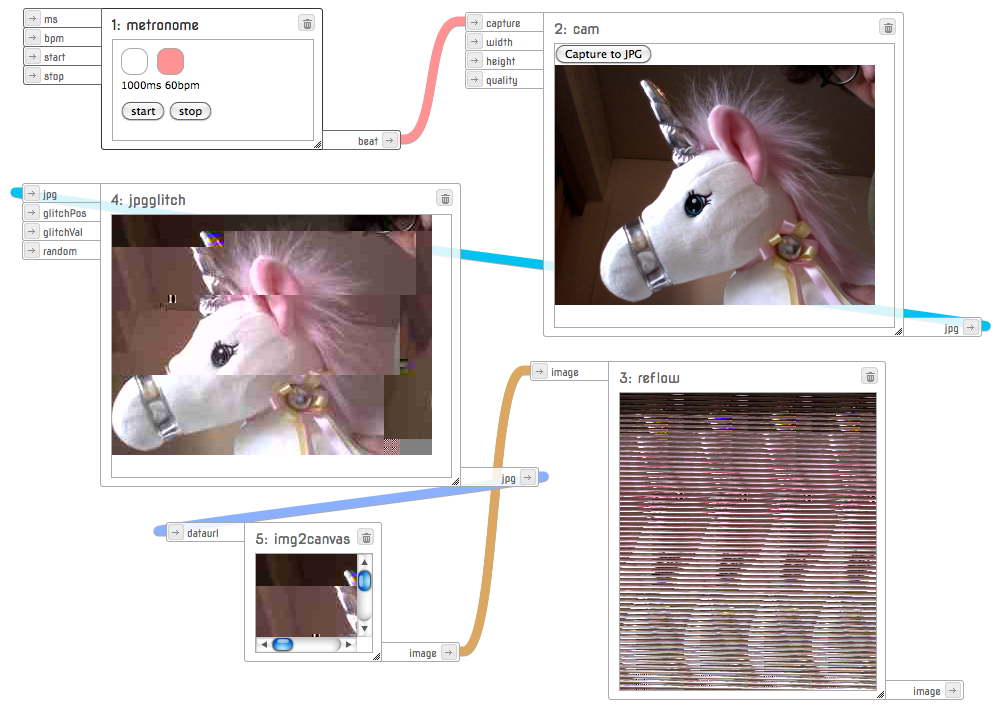 ms
bpm
start
stop
1: metronome
1000ms 60bpm
start stop
beat
capture
width
height
quality
2: cam
Capture to JPG
jpg
jpg
glitchPos
glitchVal
random
4: jpgglitch
jpg
image
3: reflow
image
dataurl
5: img2canvas
image